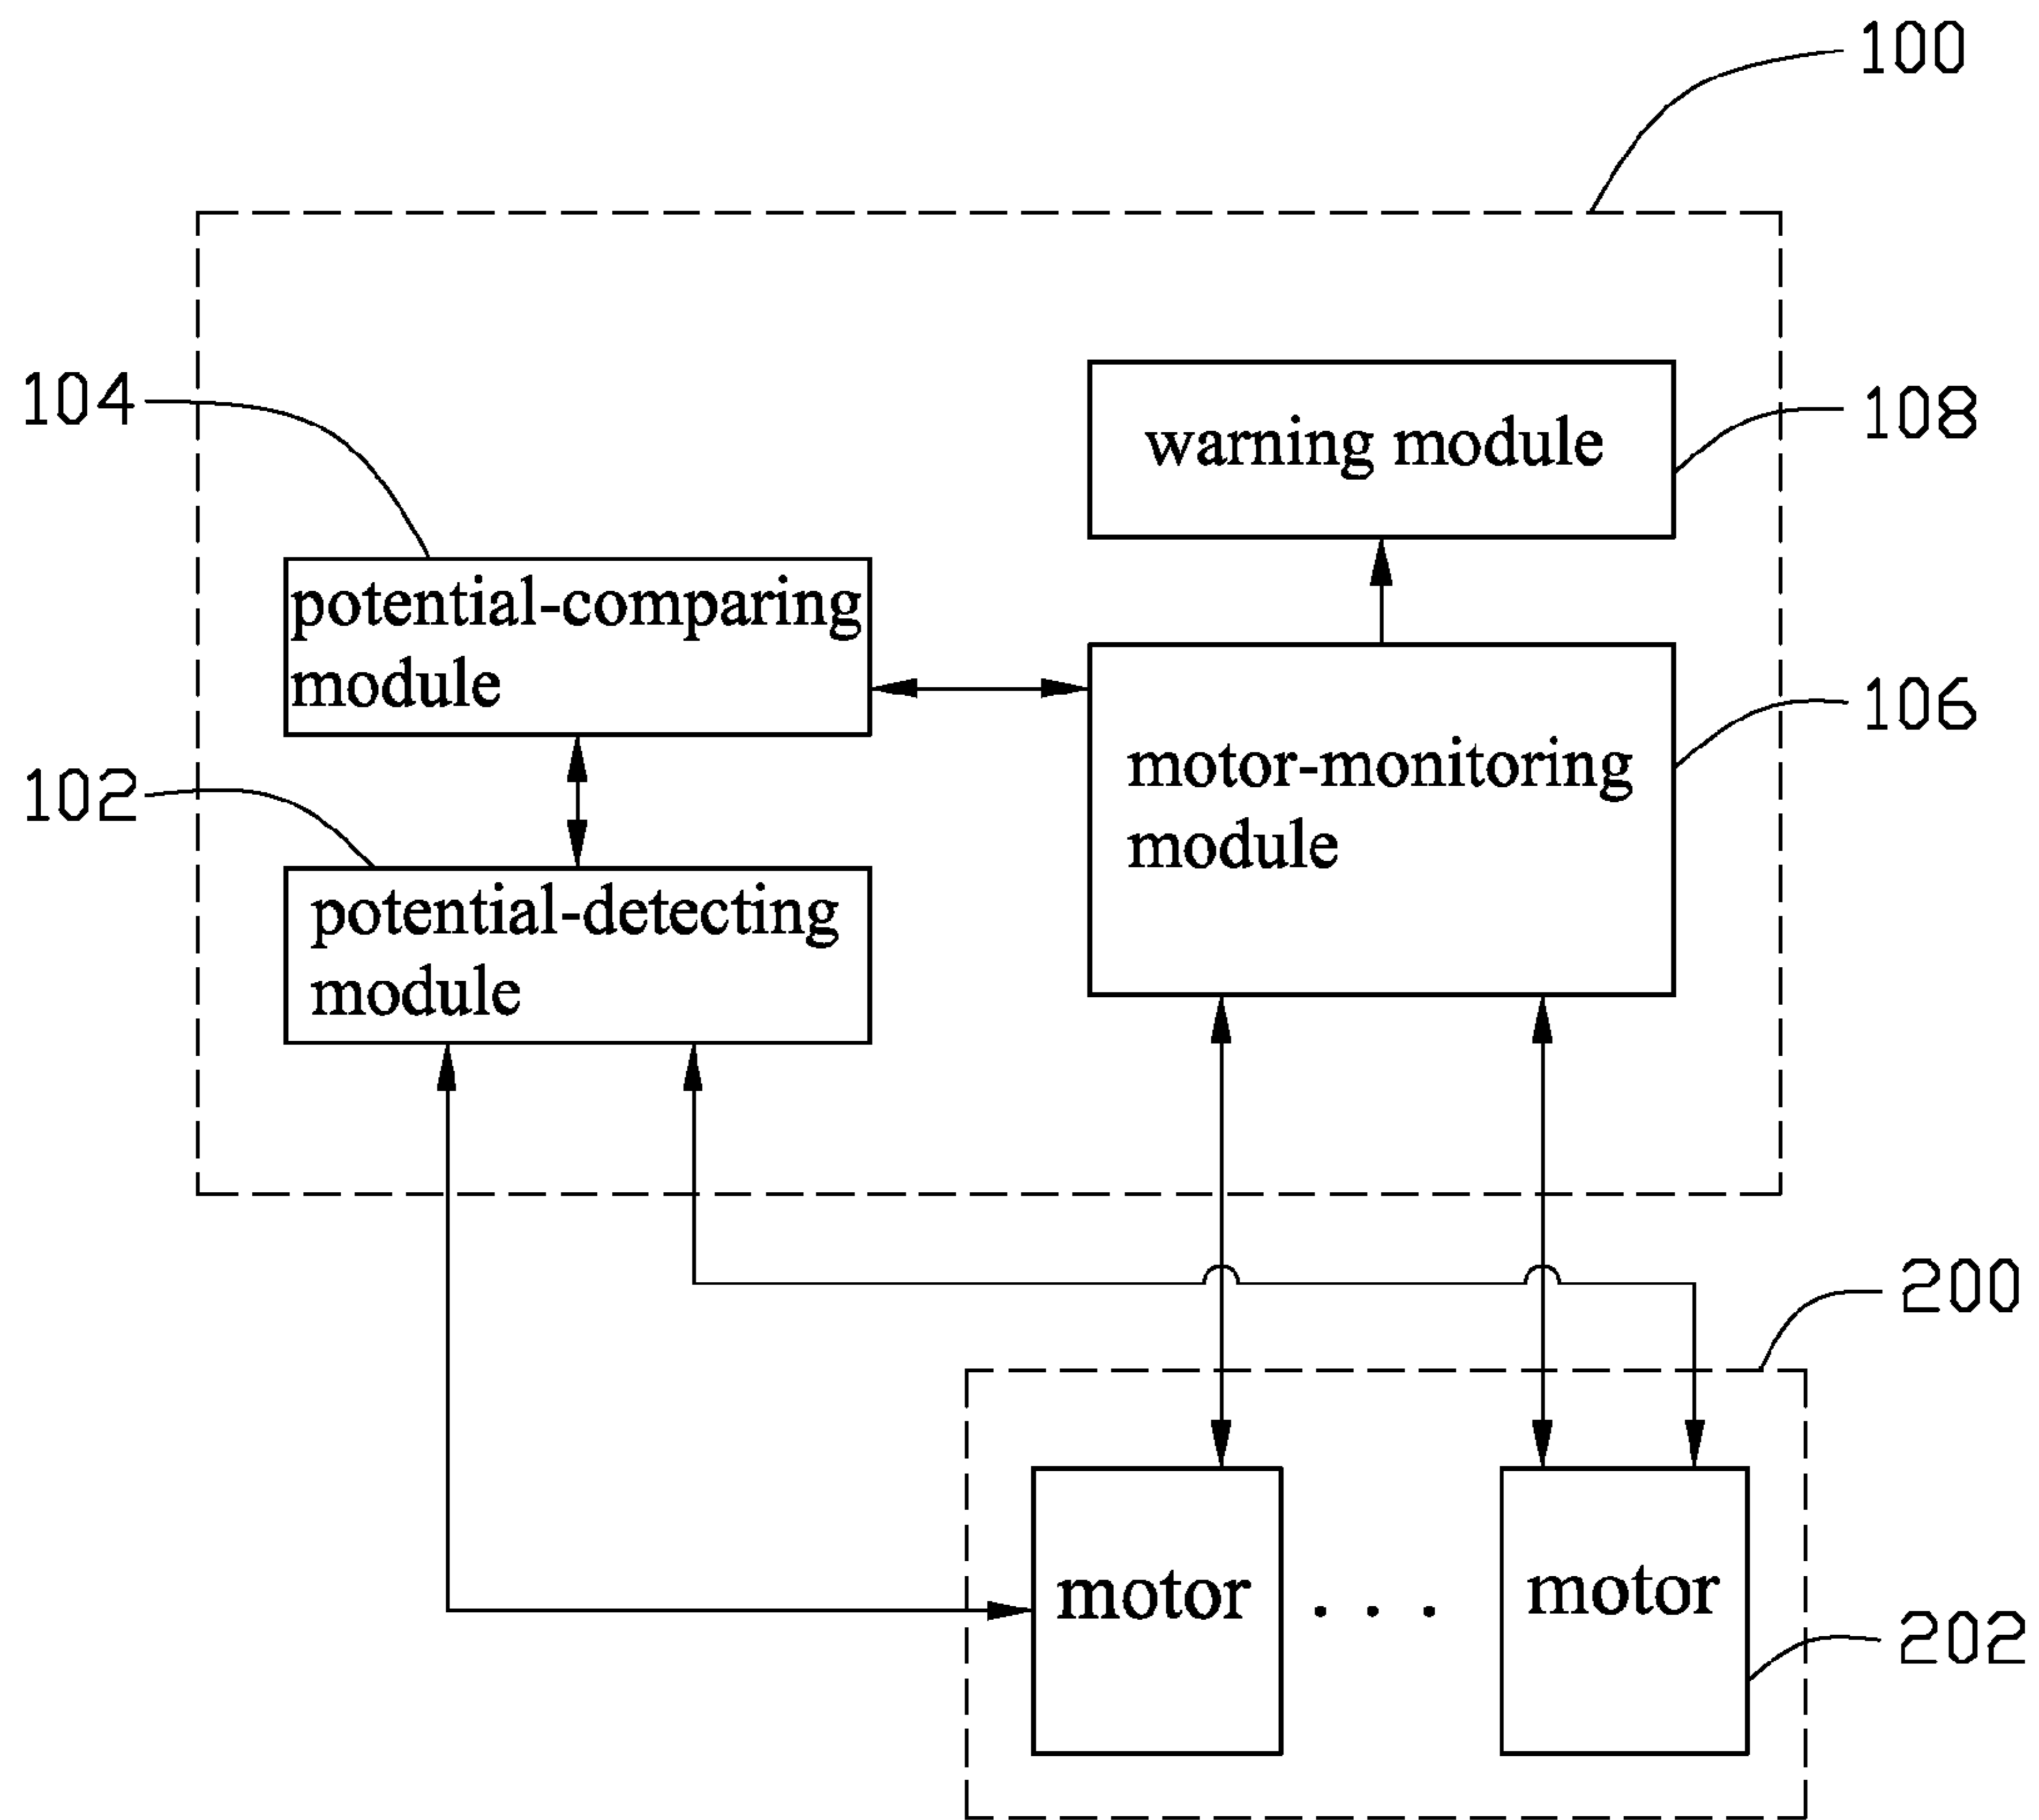 100
104
warning module
108
potential-comparing
module
106
motor-monitoring
module
102
potential-detecting
module
200
motor . . . motor
202